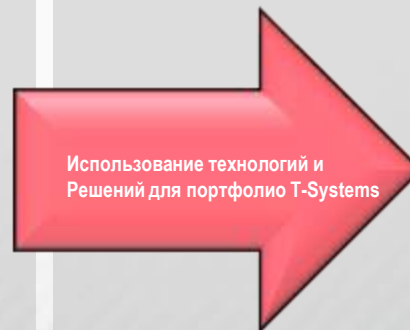 Использование технологий и
Решений для портфолио T-Systems